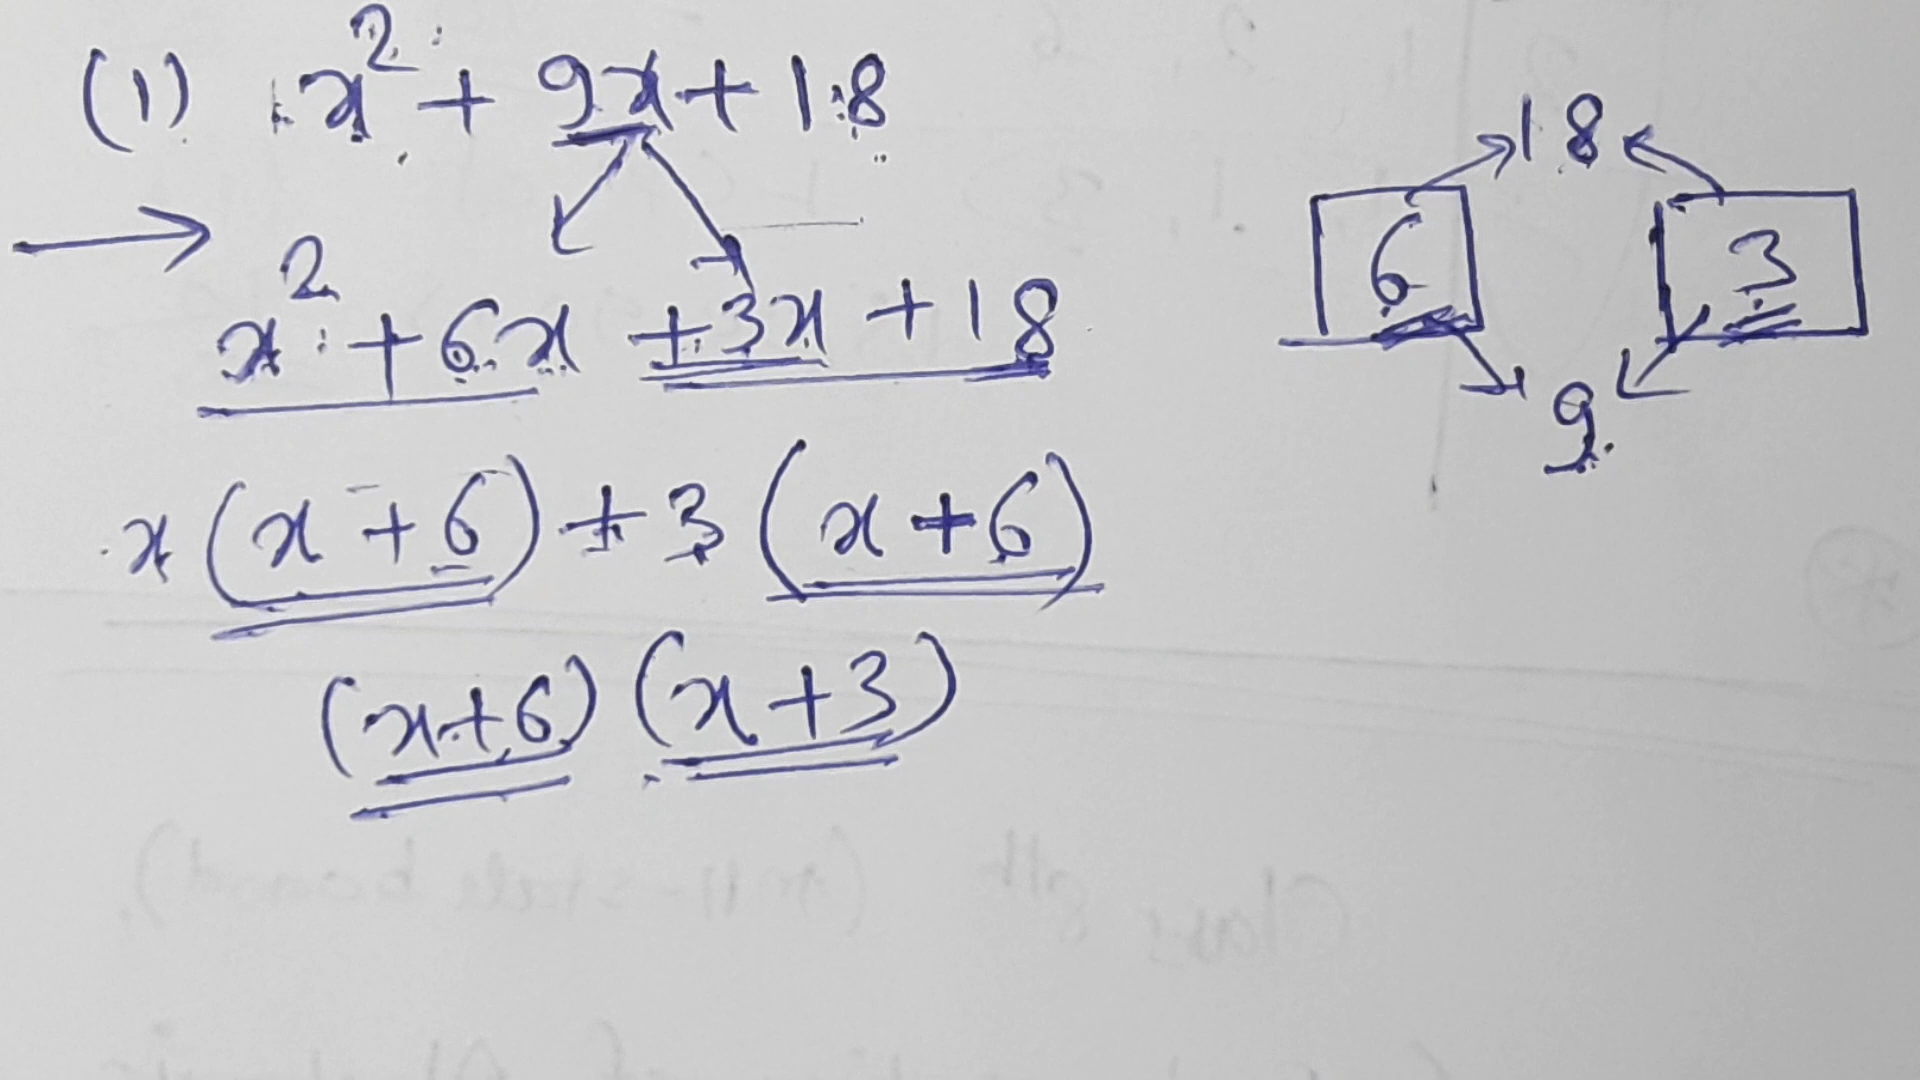 (1) x² + 9x + 18
x² + 6x + 3x + 18
x (x + 6) + 3 (x + 6)
(x+6) (x+3)
18
6 3
9